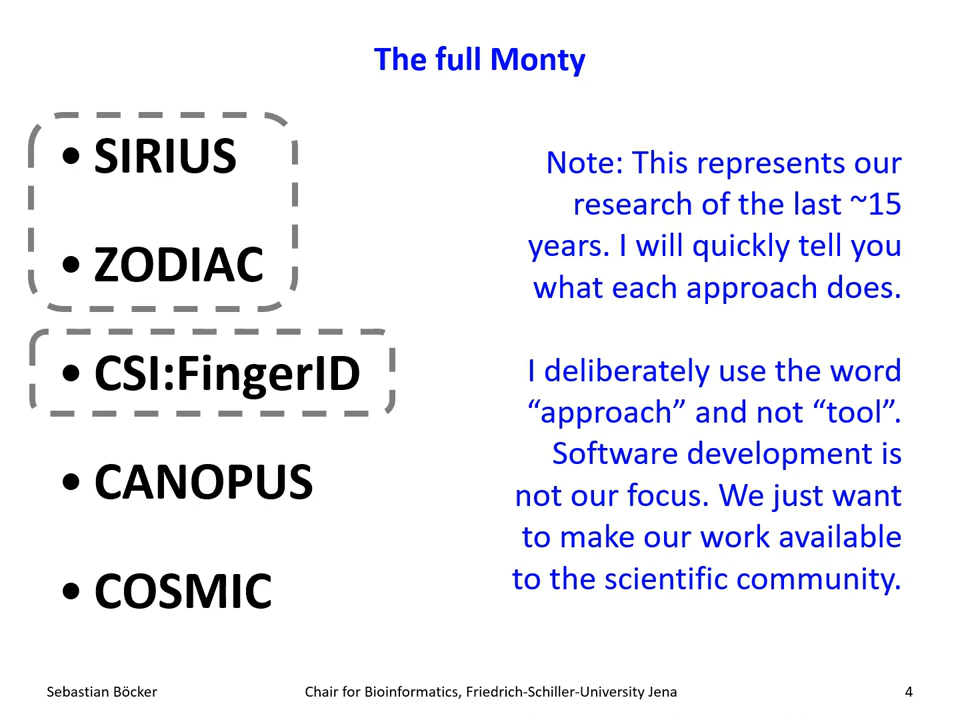 The full Monty
• SIRIUS
• ZODIAC
• CSI:FingerID
• CANOPUS
• COSMIC
Note: This represents our
research of the last ~15
years. I will quickly tell you
what each approach does.
I deliberately use the word
“approach” and not “tool”.
Software development is
not our focus. We just want
to make our work available
to the scientific community.
Sebastian Böcker
Chair for Bioinformatics, Friedrich-Schiller-University Jena
4